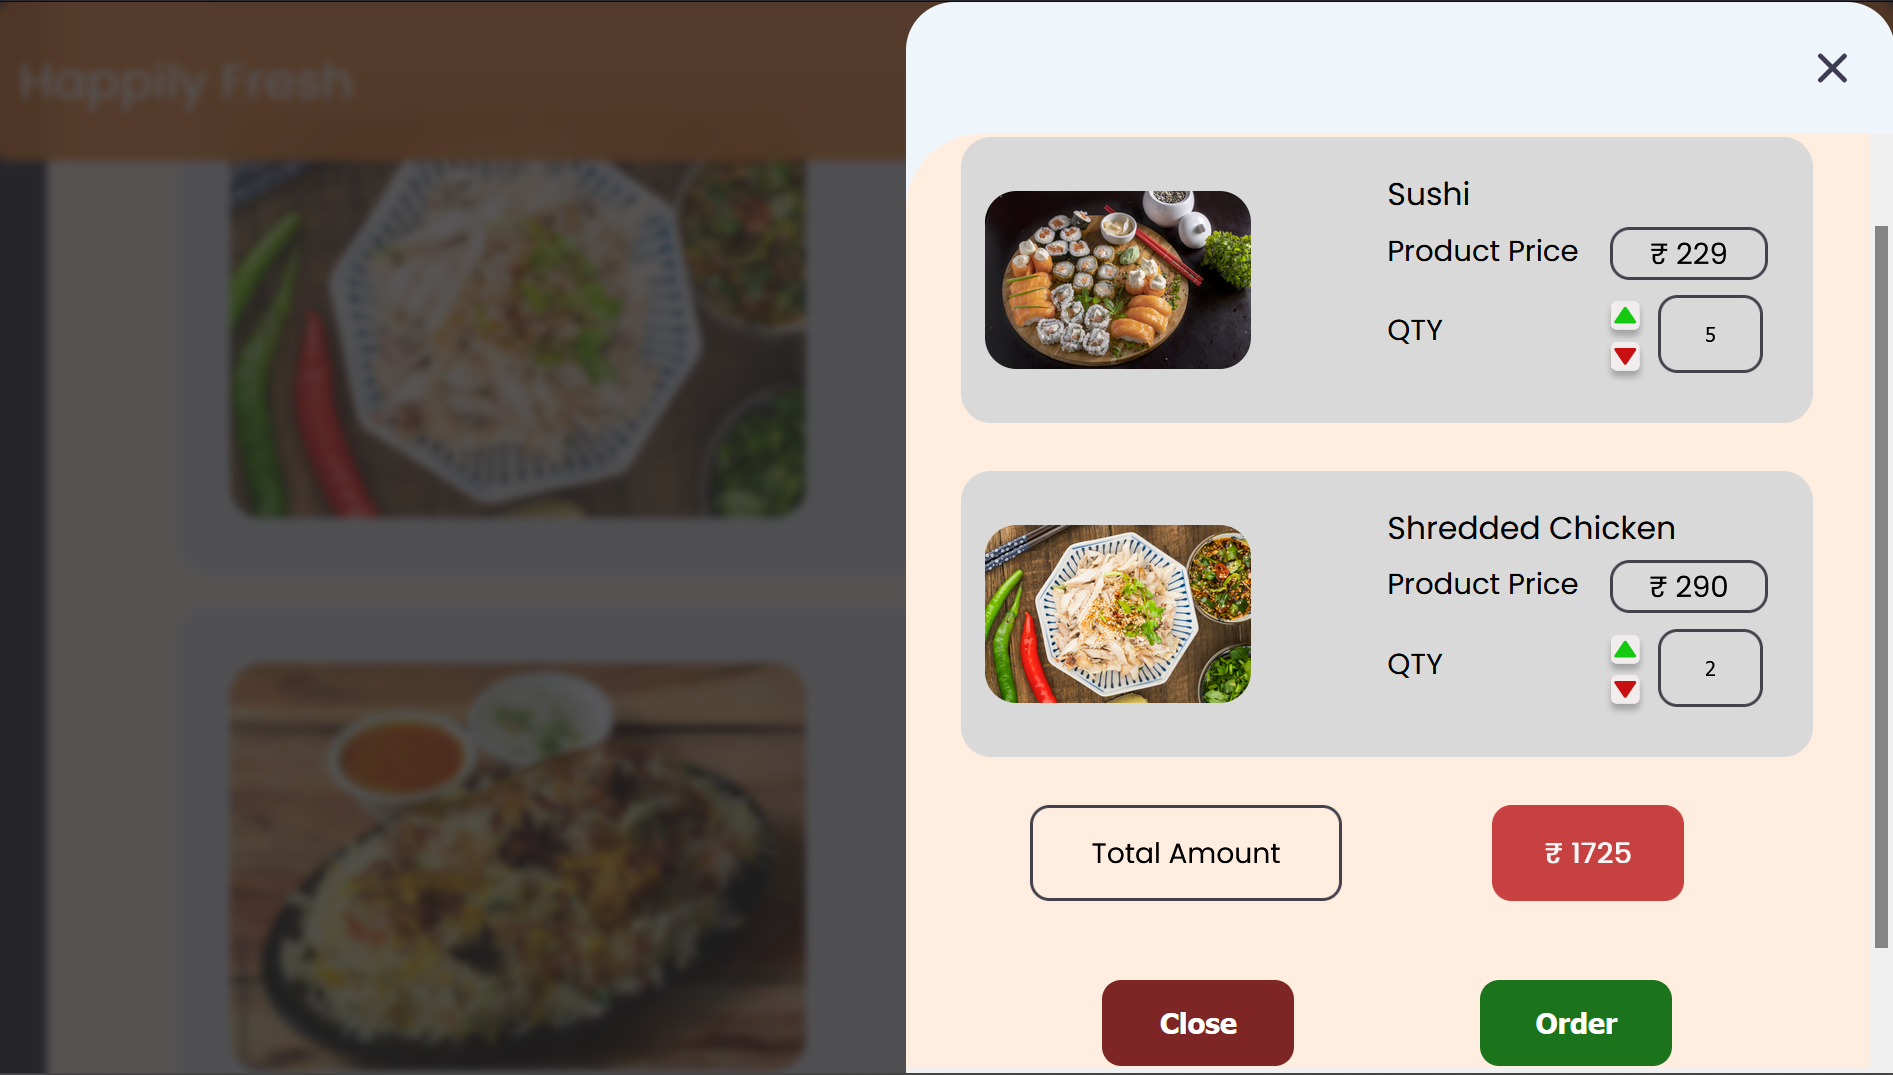 Happily Fresh
Sushi
Product Price ₹ 229
QTY 5
Shredded Chicken
Product Price ₹ 290
QTY 2
Total Amount ₹ 1725
Close Order